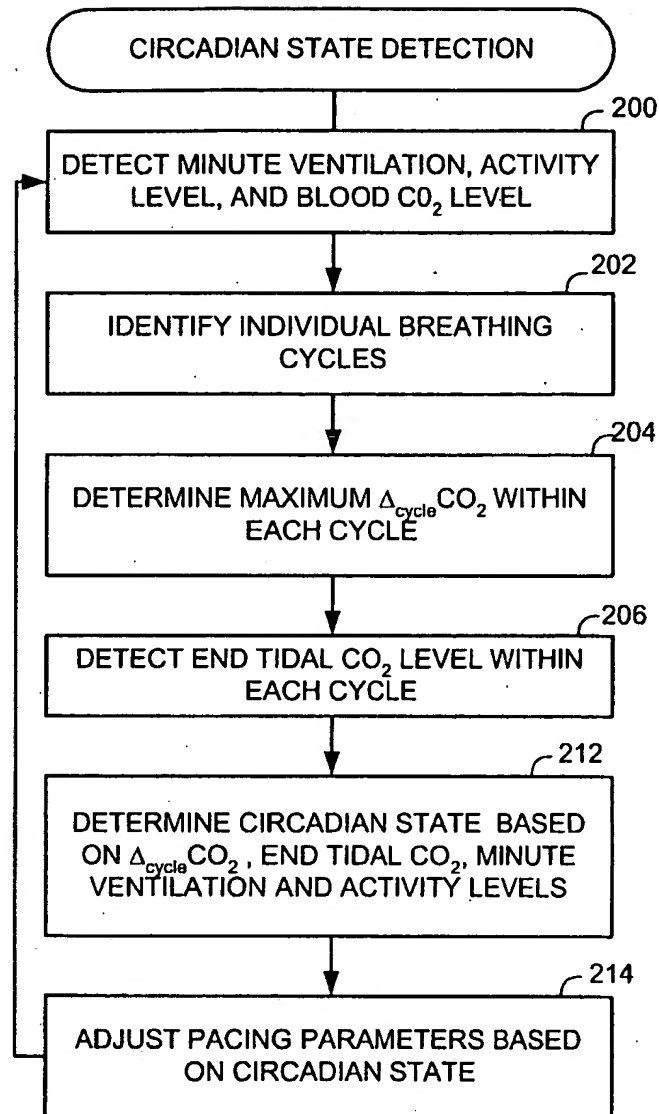 CIRCADIAN STATE DETECTION
200
DETECT MINUTE VENTILATION, ACTIVITY
LEVEL, AND BLOOD C0₂ LEVEL
202
IDENTIFY INDIVIDUAL BREATHING
CYCLES
204
DETERMINE MAXIMUM Δcycle CO₂ WITHIN
EACH CYCLE
206
DETECT END TIDAL CO₂ LEVEL WITHIN
EACH CYCLE
212
DETERMINE CIRCADIAN STATE BASED
ON Δcycle CO₂ , END TIDAL CO₂, MINUTE
VENTILATION AND ACTIVITY LEVELS
214
ADJUST PACING PARAMETERS BASED
ON CIRCADIAN STATE